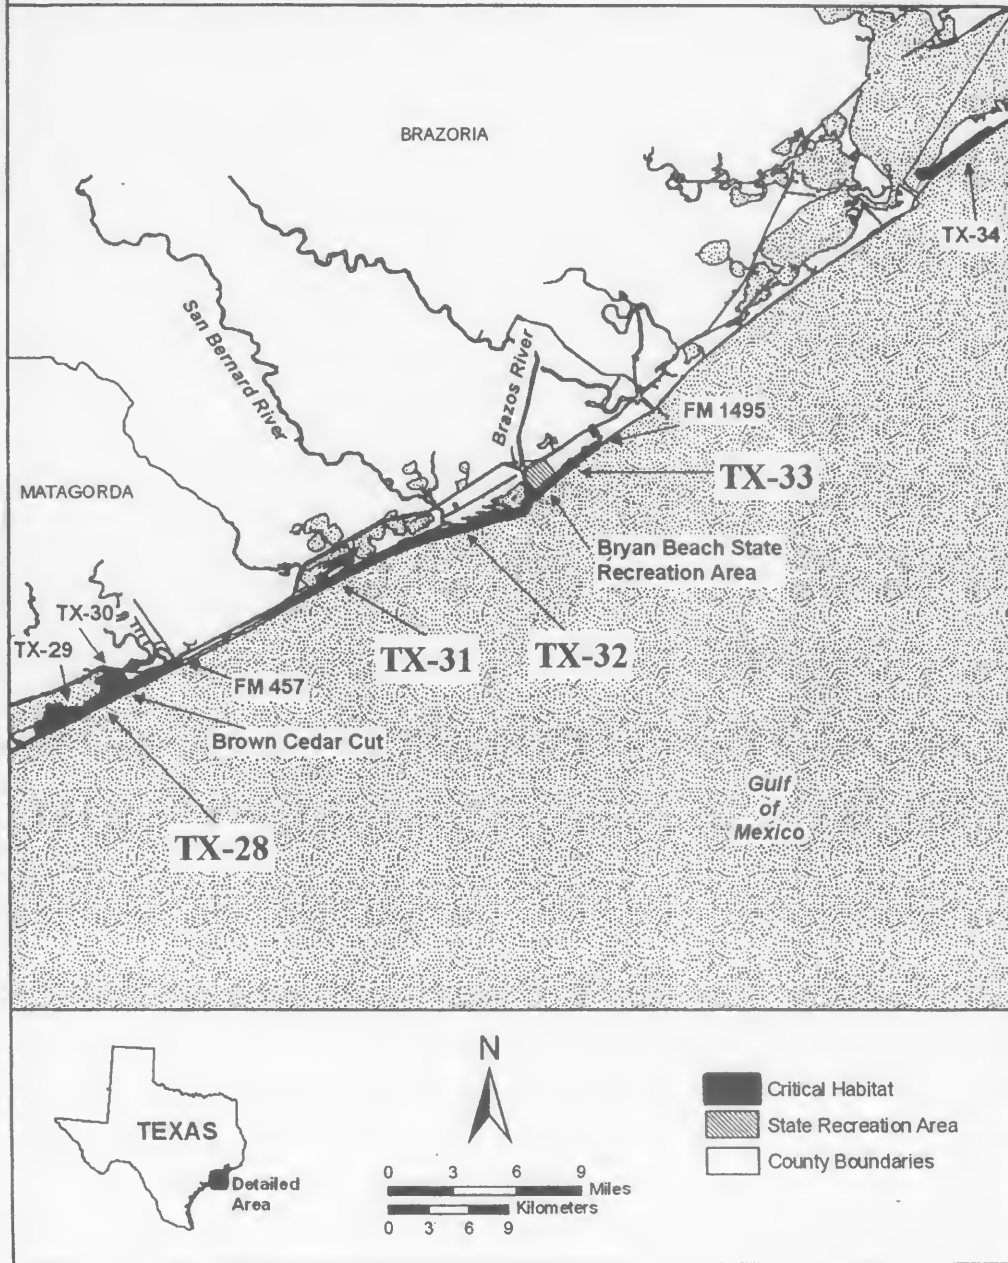 BRAZORIA
TX-34
San Bernard River
Brazos River
FM 1495
MATAGORDA
TX-33
Bryan Beach State
Recreation Area
TX-30
TX-29
TX-31
TX-32
FM 457
Brown Cedar Cut
TX-28
Gulf
of
Mexico
N
TEXAS
Detailed
Area
0 3 6 9
Miles
Kilometers
0 3 6 9
Critical Habitat
State Recreation Area
County Boundaries